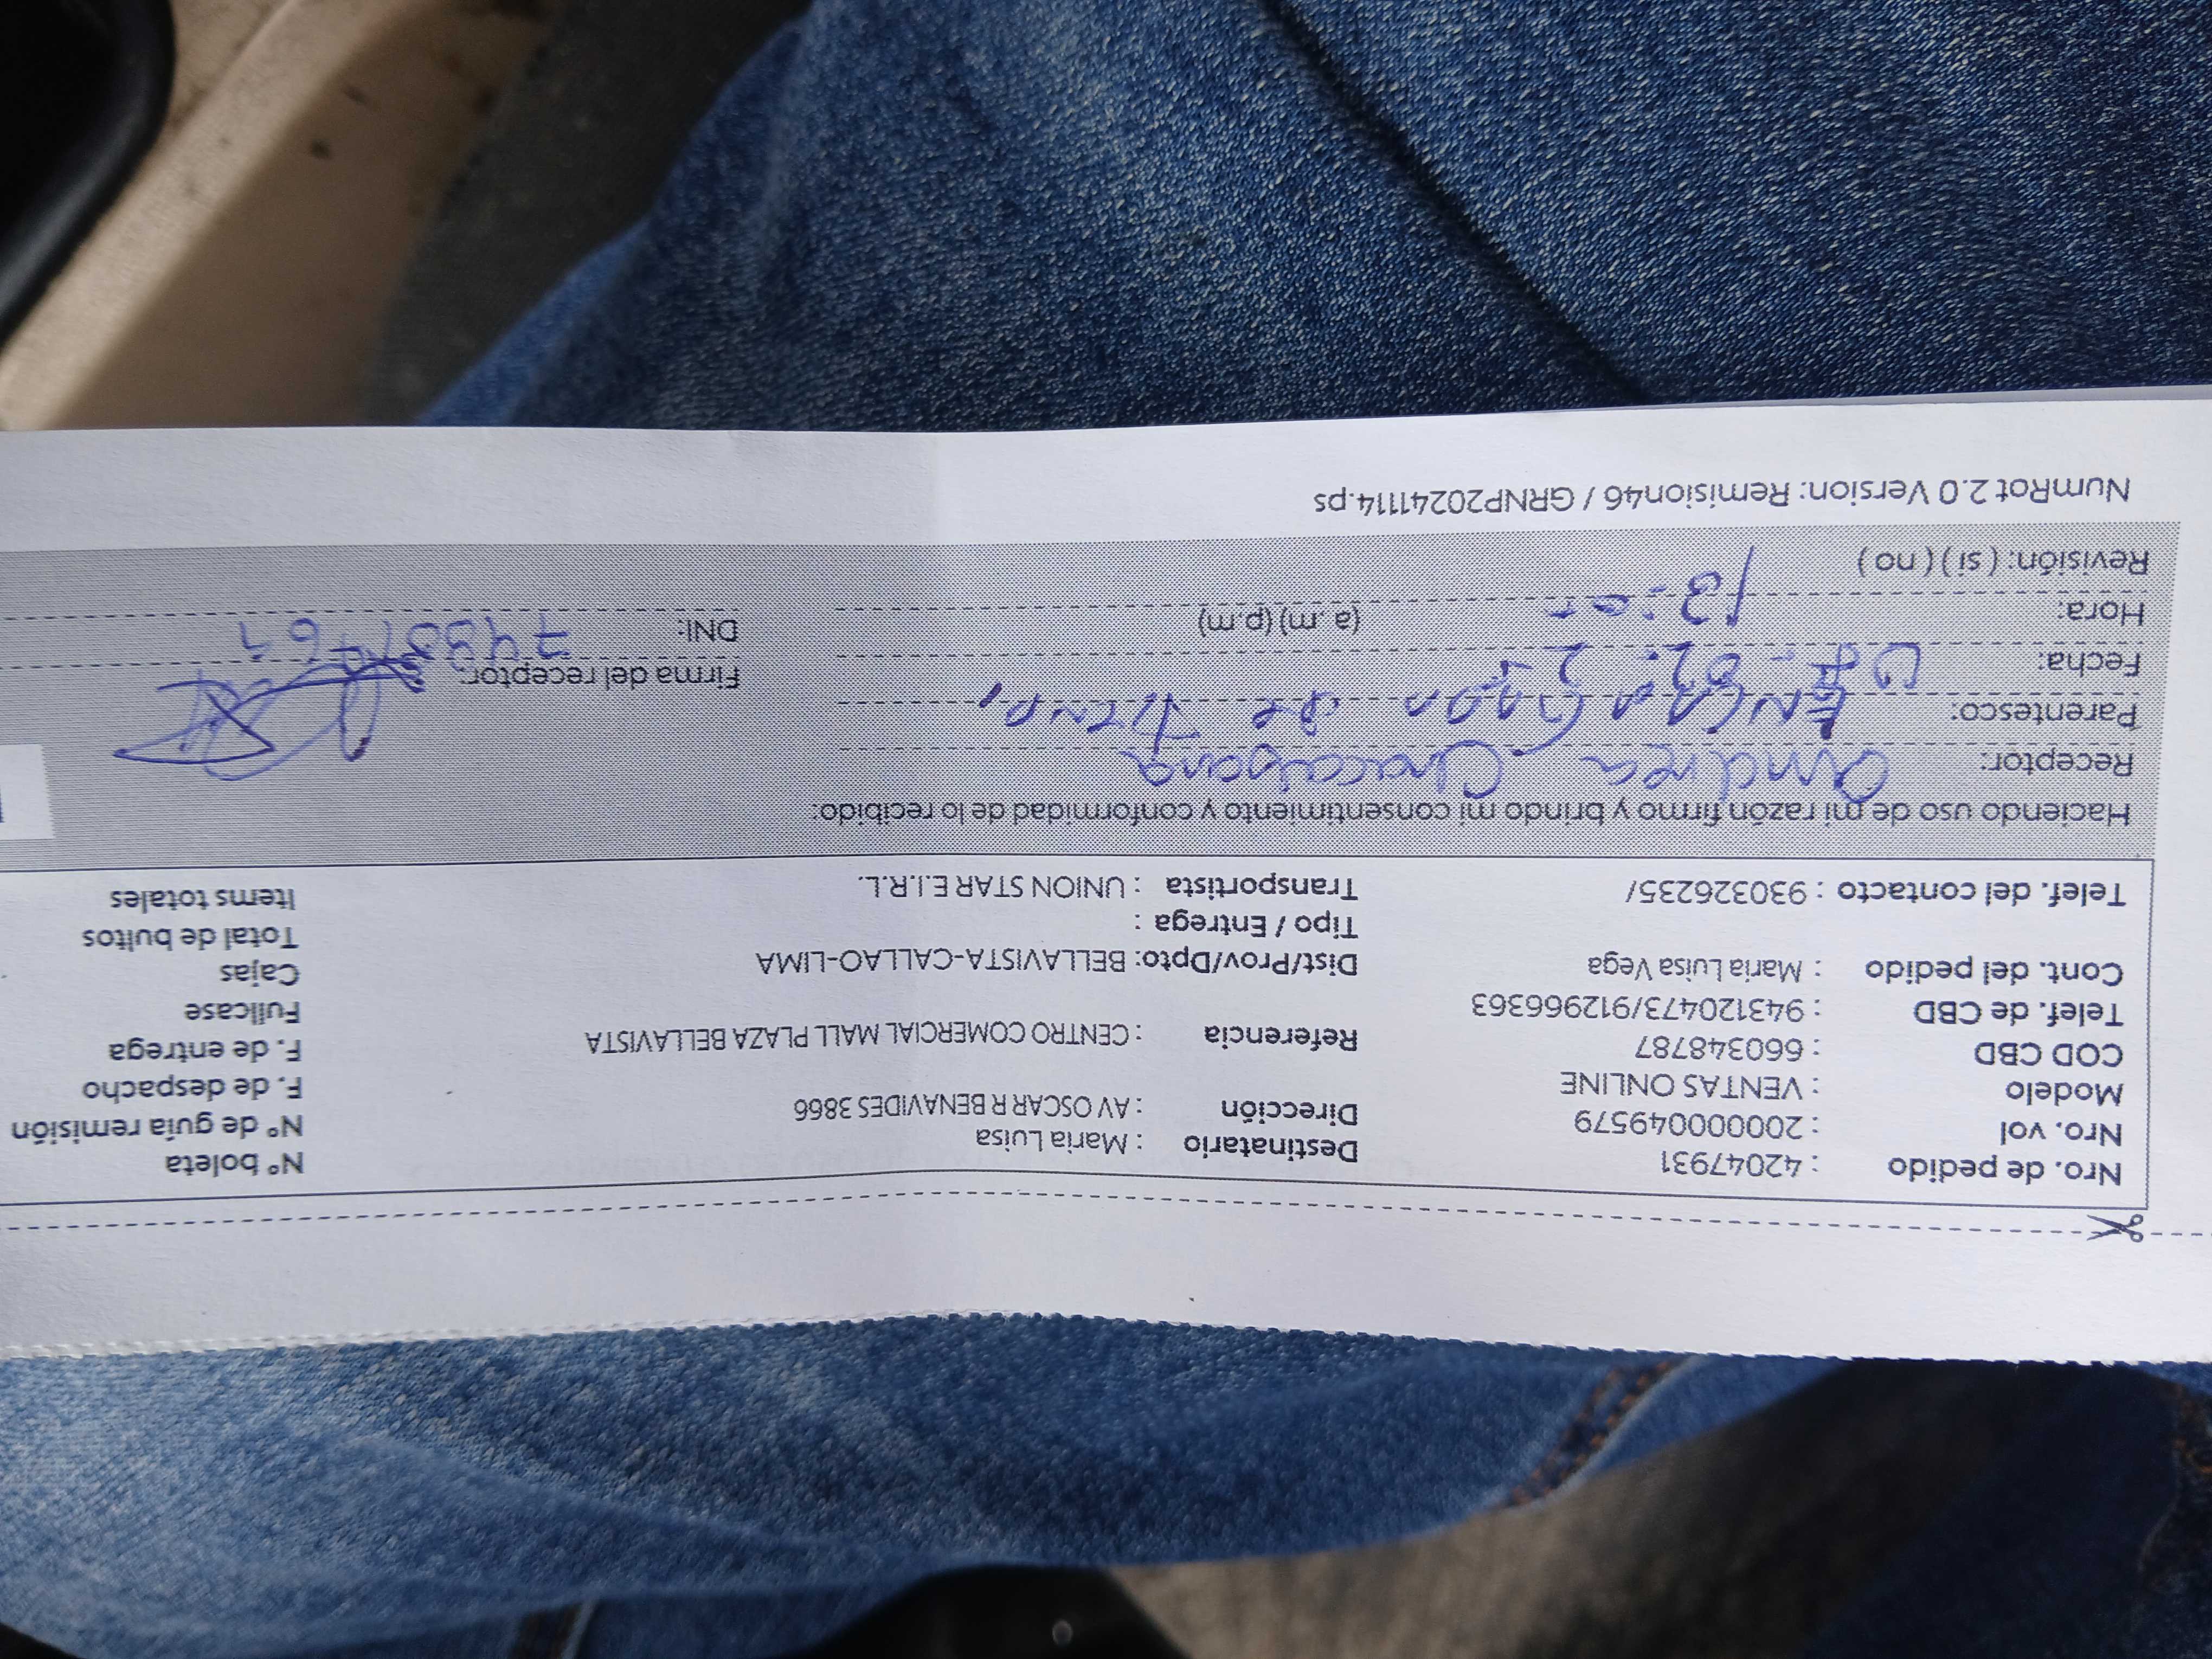 Nro. de pedido : 42047931 Destinatario : Maria Luisa N° boleta
Nro. vol : 20000049579 Dirección : AV OSCAR R BENAVIDES 3866 N° de guía remisión
Modelo : VENTAS ONLINE F. de despacho
COD CBD : 660348787 Referencia : CENTRO COMERCIAL MALL PLAZA BELLAVISTA F. de entrega
Telef. de CBD : 943120473/912966363 Fullcase
Cont. del pedido : Maria Luisa Vega Dist/Prov/Dpto: BELLAVISTA-CALLAO-LIMA Cajas
Tipo / Entrega : Total de bultos
Telef. del contacto : 930326235/ Transportista : UNION STAR E.I.R.L. Items totales
Haciendo uso de mi razón firmo y brindo mi consentimiento y conformidad de lo recibido:
Receptor: Andrea
Parentesco: de
Fecha: Firma del receptor:
Hora: (a.m) (p.m) DNI:
Revisión: ( si ) ( no )
NumRot 2.0 Version: Remision46 / GRNP20241114.ps